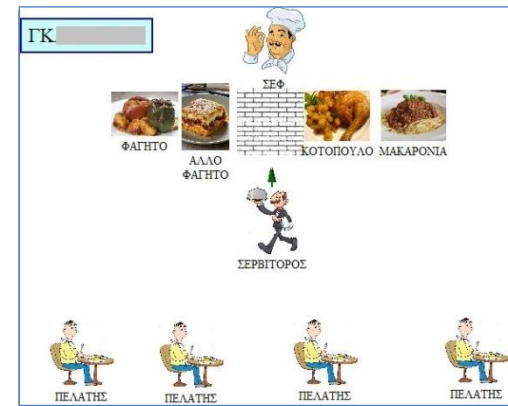 ΓΚ.
ΣΕΦ
ΦΑΓΗΤΟ
ΑΛΛΟ
ΦΑΓΗΤΟ
ΚΟΤΟΠΟΥΛΟ
ΜΑΚΑΡΟΝΙΑ
ΣΕΡΒΙΤΟΡΟΣ
ΠΕΛΑΤΗΣ
ΠΕΛΑΤΗΣ
ΠΕΛΑΤΗΣ
ΠΕΛΑΤΗΣ